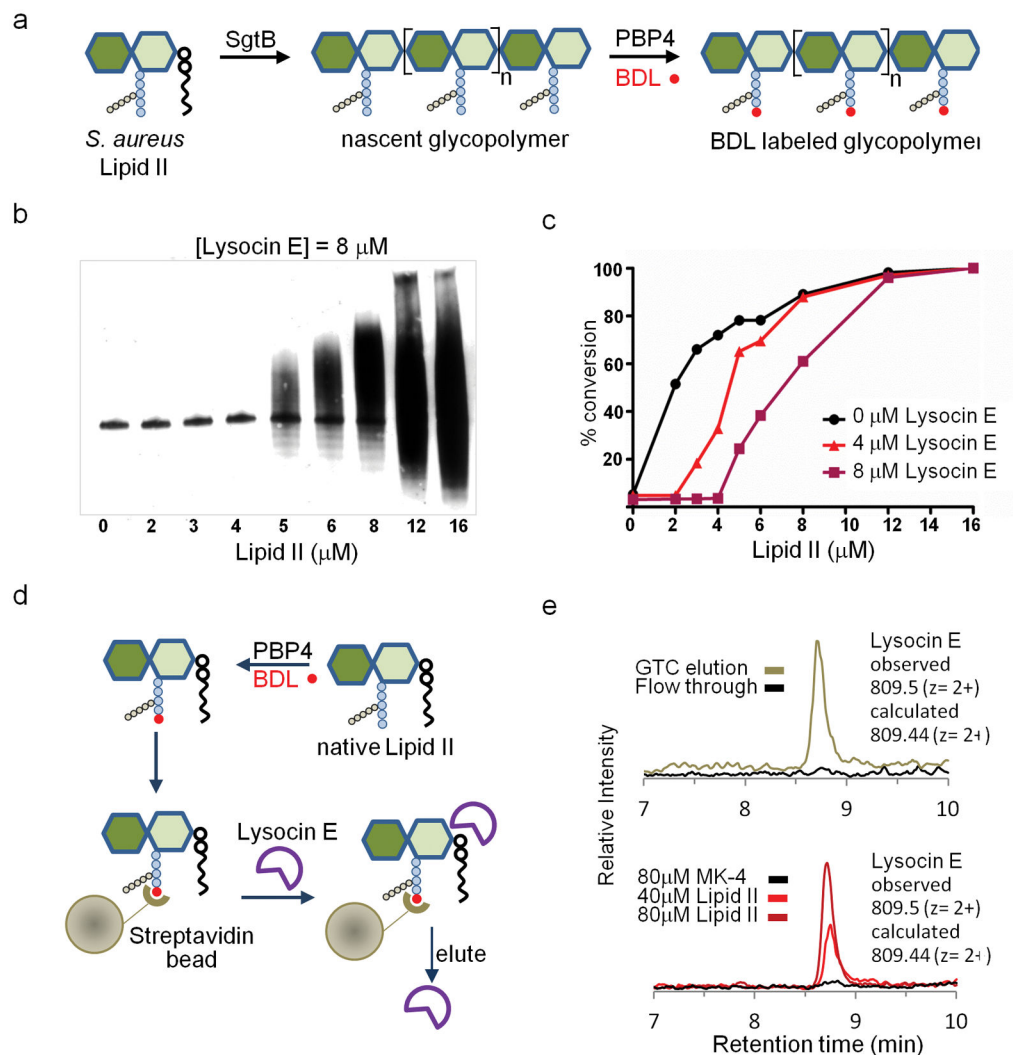 a
SgtB
PBP4
BDL
n
n
S. aureus
Lipid II
nascent glycopolymer
BDL labeled glycopolymer
b
[Lysocin E] = 8 μM
0 2 3 4 5 6 8 12 16
Lipid II (μM)
c
% conversion
100
80
60
40
20
0 μM Lysocin E
4 μM Lysocin E
8 μM Lysocin E
0 2 4 6 8 10 12 14 16
Lipid II (μM)
d
PBP4
BDL
native Lipid II
Lysocin E
Streptavidin
bead
elute
e
Relative Intensity
GTC elution
Flow through
Lysocin E
observed
809.5 (z= 2+)
calculated
809.44 (z= 2+)
7 8 9 10
80μM MK-4
40μM Lipid II
80μM Lipid II
Lysocin E
observed
809.5 (z= 2+)
calculated
809.44 (z= 2+)
7 8 9 10
Retention time (min)